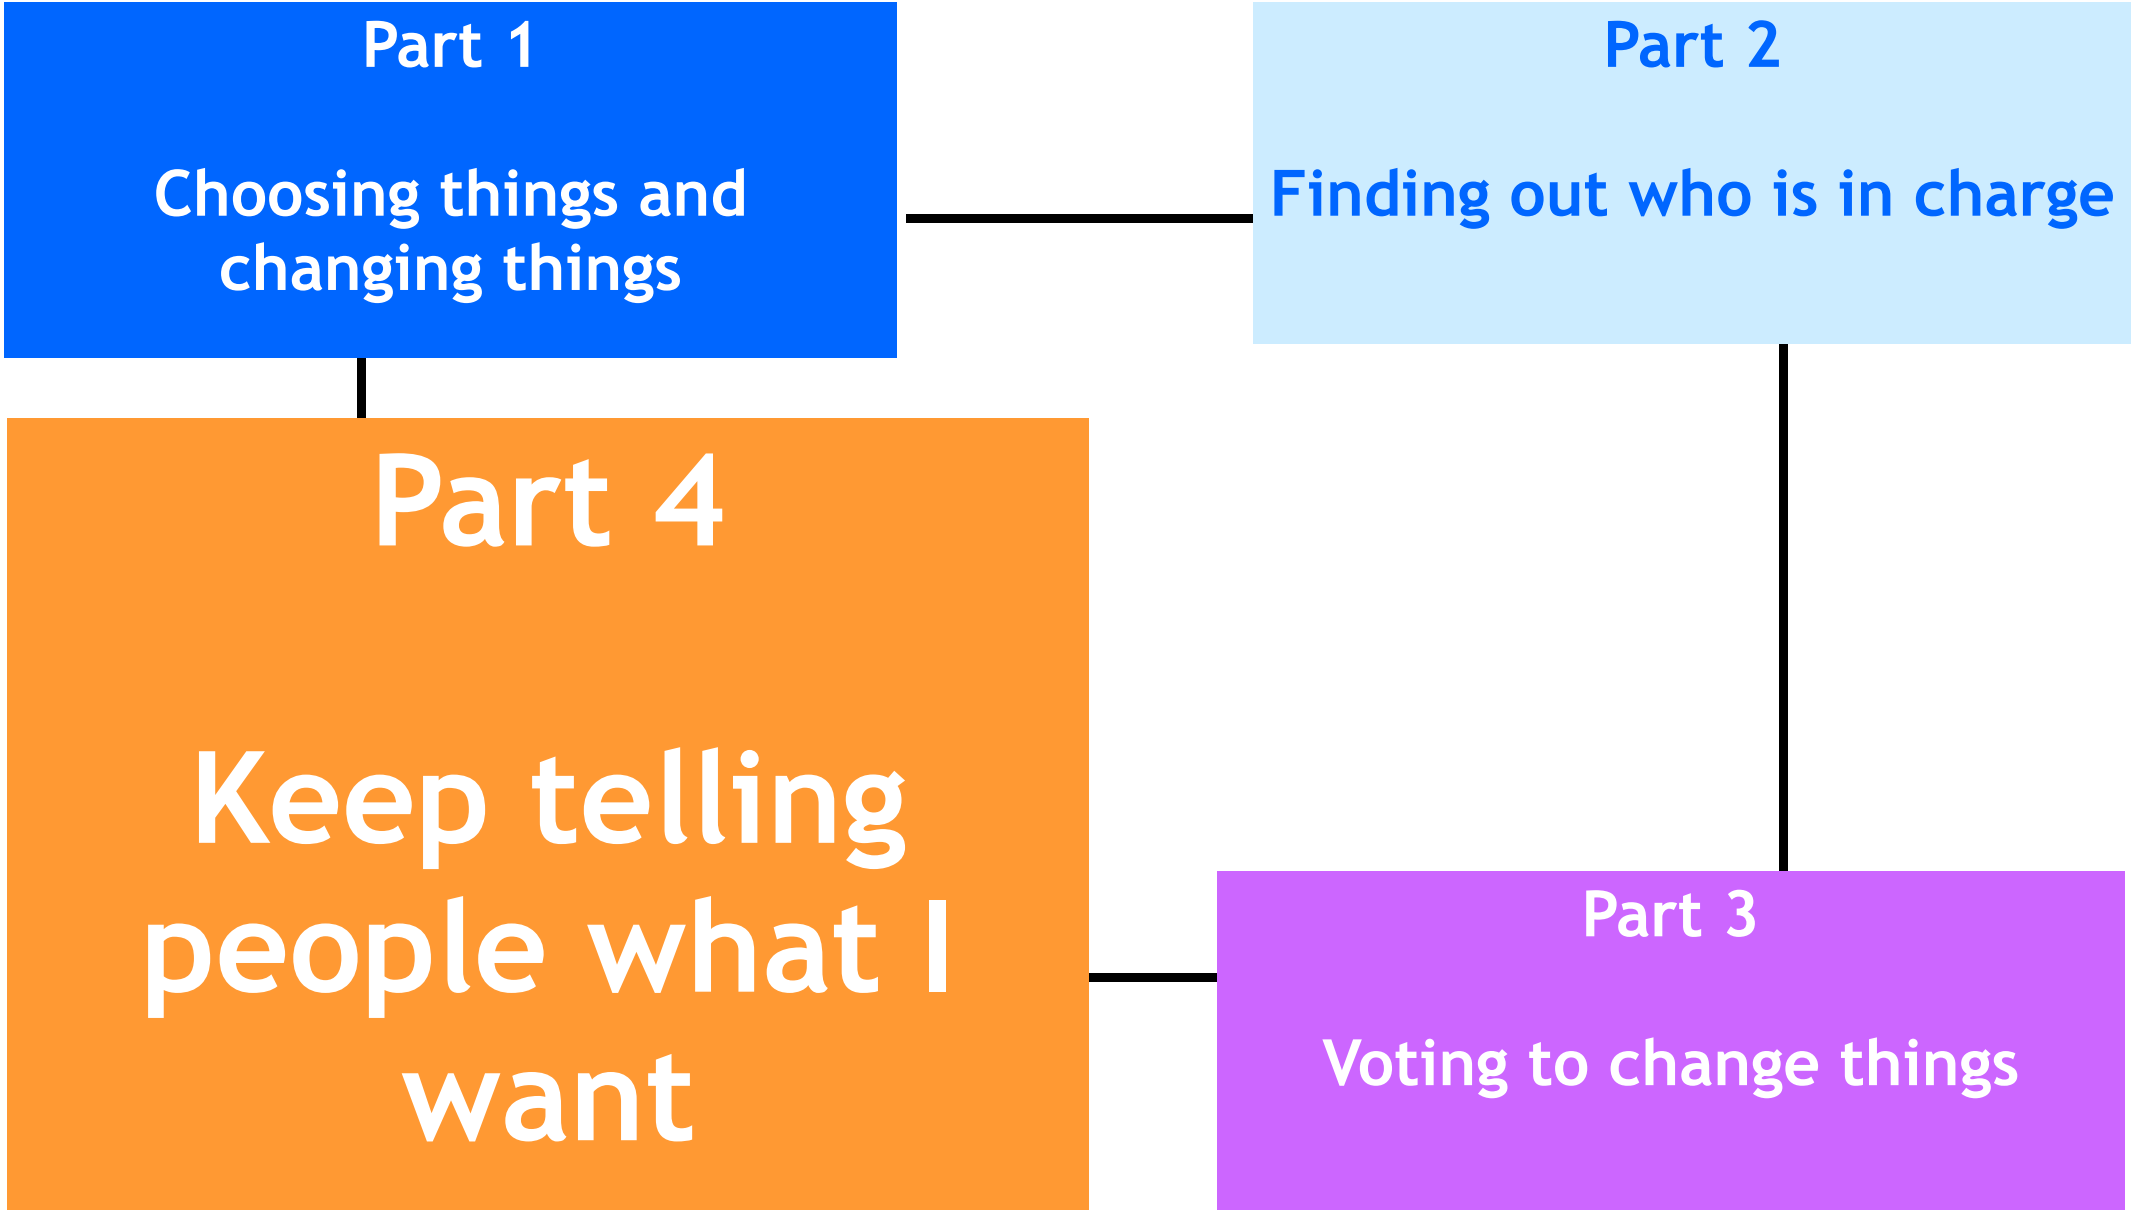 Part 1
Choosing things and
changing things
Part 2
Finding out who is in charge
Part 4
Keep telling
people what I
want
Part 3
Voting to change things